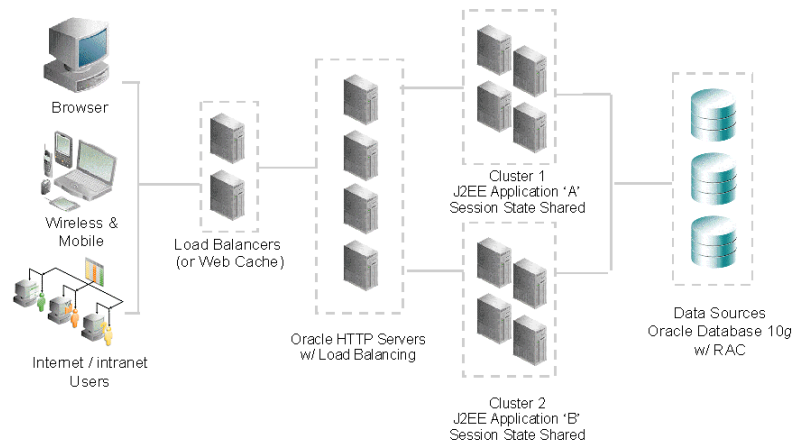 Browser
Wireless &
Mobile
Internet / intranet
Users
Load Balancers
(or Web Cache)
Oracle HTTP Servers
w/ Load Balancing
Cluster 1
J2EE Application ‘A’
Session State Shared
Cluster 2
J2EE Application ‘B’
Session State Shared
Data Sources
Oracle Database 10g
w/ RAC